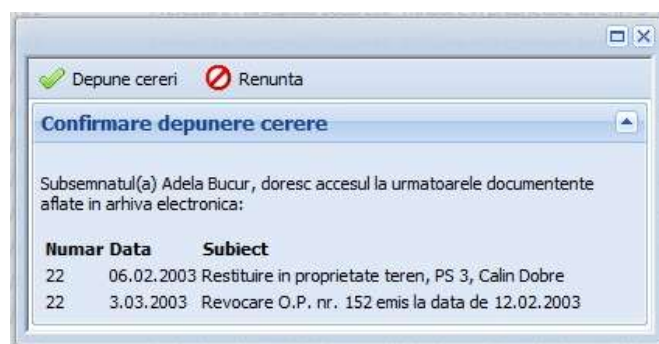 Depune cereri Renunta
Confirmare depunere cerere
Subsemnatul(a) Adela Bucur, doresc accesul la urmatoarele documentente
aflate in arhiva electronica:
Numar Data Subiect
22 06.02.2003 Restituire in proprietate teren, PS 3, Calin Dobre
22 3.03.2003 Revocare O.P. nr. 152 emis la data de 12.02.2003